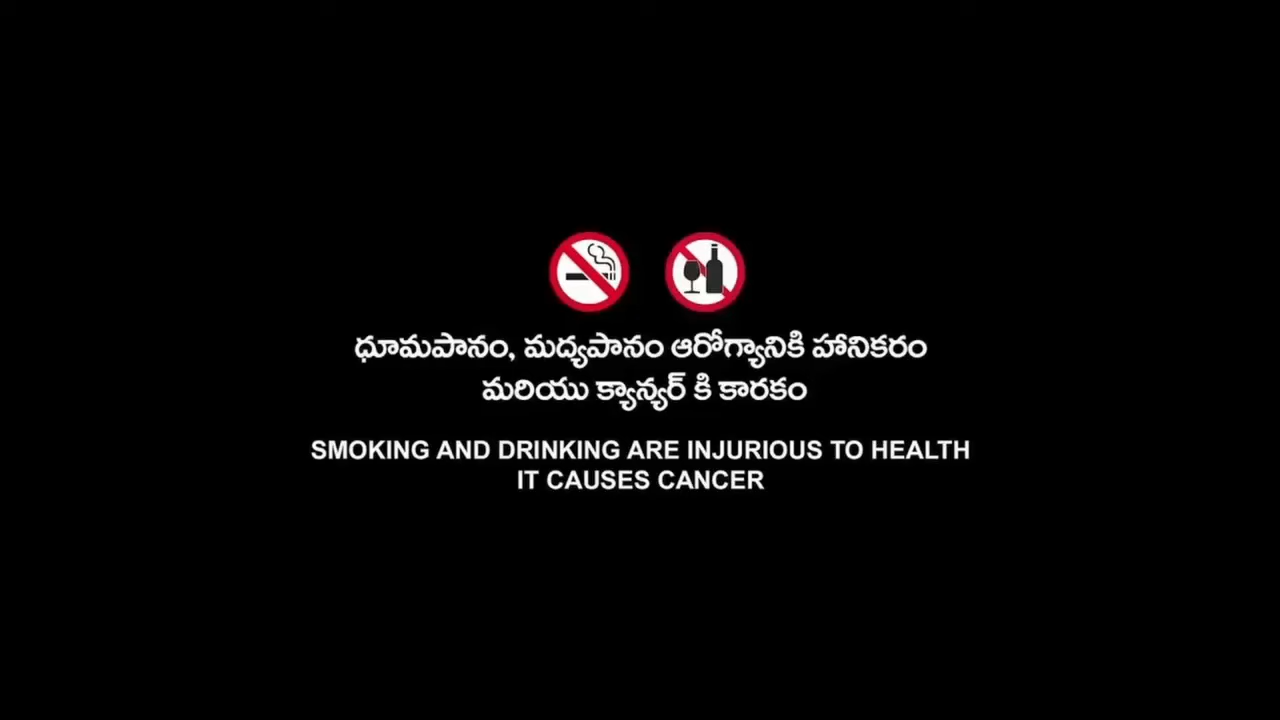 ధూమపానం, మద్యపానం ఆరోగ్యానికి హానికరం
మరియు క్యాన్సర్ కి కారకం
SMOKING AND DRINKING ARE INJURIOUS TO HEALTH
IT CAUSES CANCER